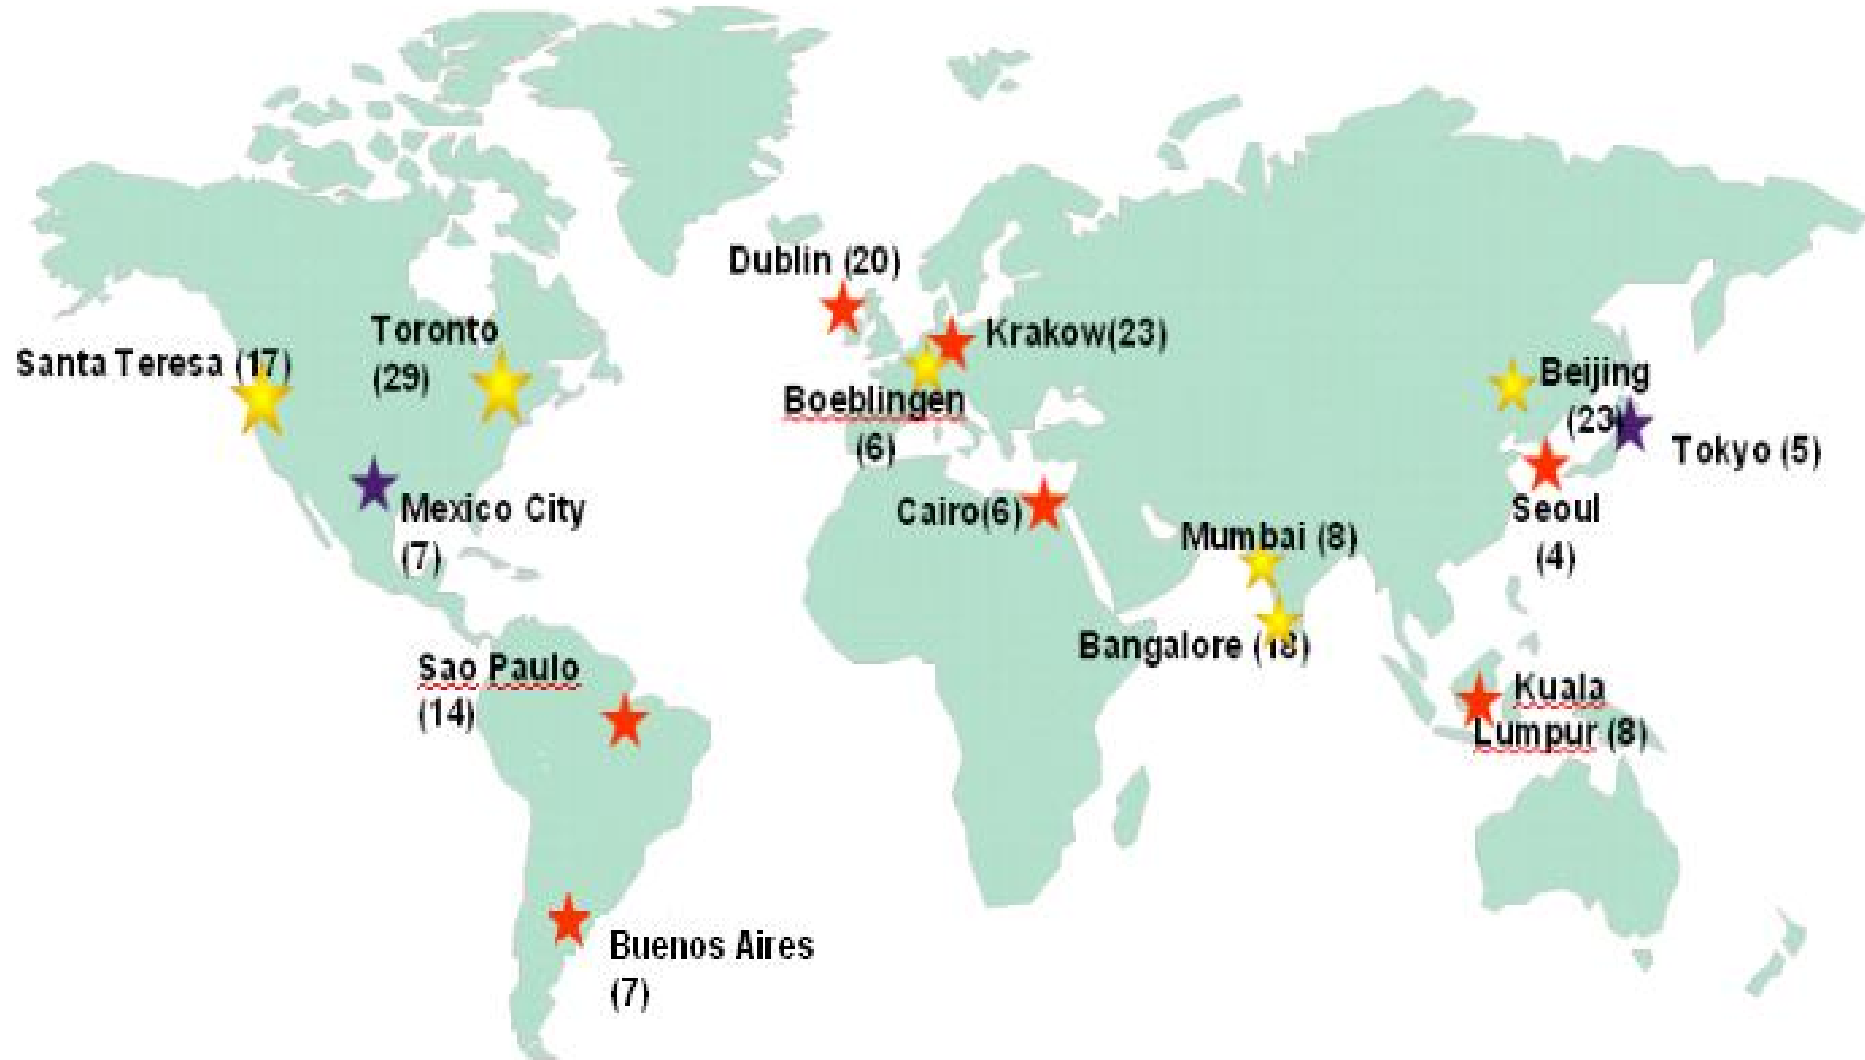 Dublin (20)
Toronto
(29)
Krakow(23)
Santa Teresa (17)
Beijing
(23)
Boeblingen
(6)
Tokyo (5)
Mexico City
(7)
Cairo(6)
Seoul
(4)
Mumbai (8)
Bangalore (18)
Sao Paulo
(14)
Kuala
Lumpur (8)
Buenos Aires
(7)